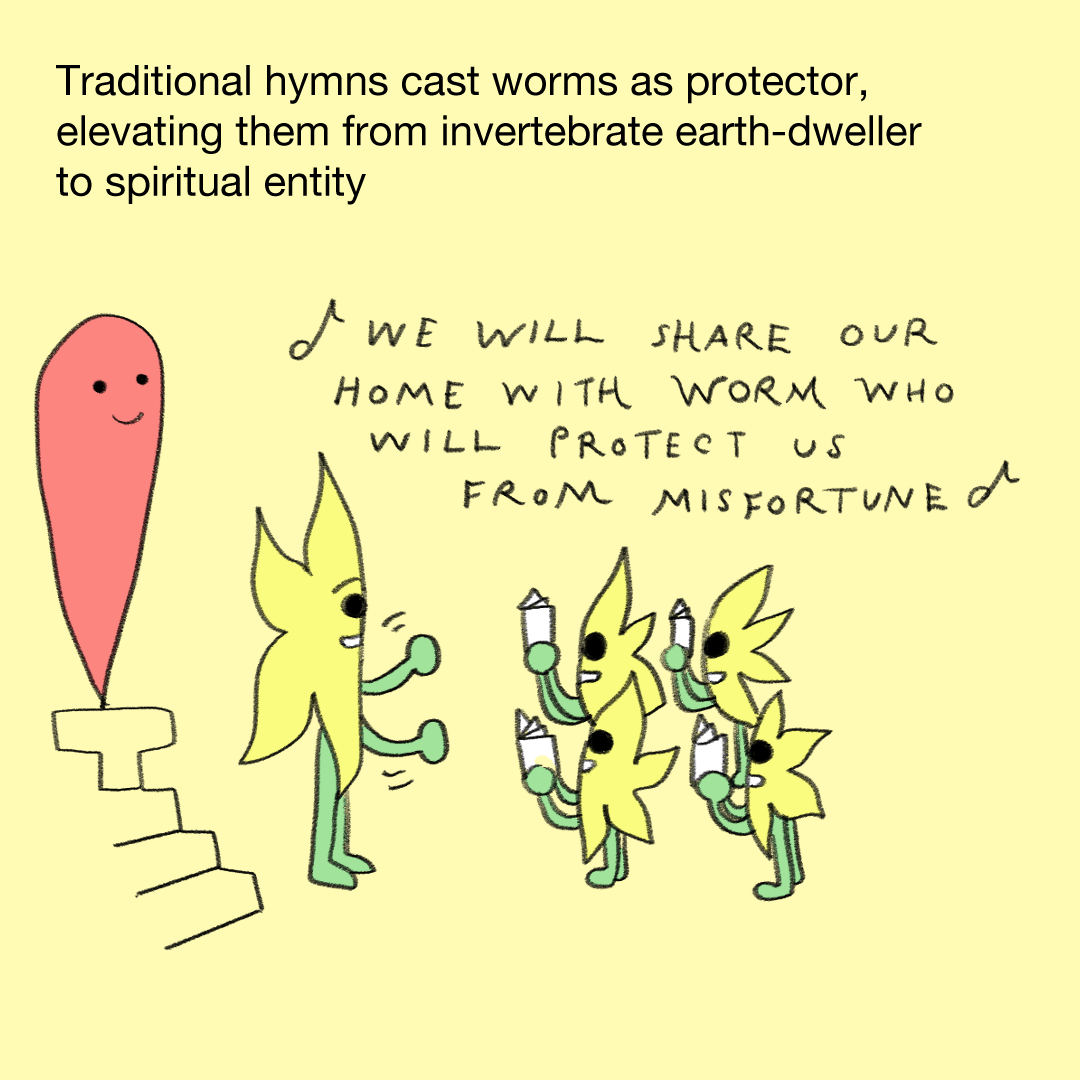 Traditional hymns cast worms as protector,
elevating them from invertebrate earth-dweller
to spiritual entity
WE WILL SHARE OUR
HOME WITH WORM WHO
WILL PROTECT US
FROM MISFORTUNE